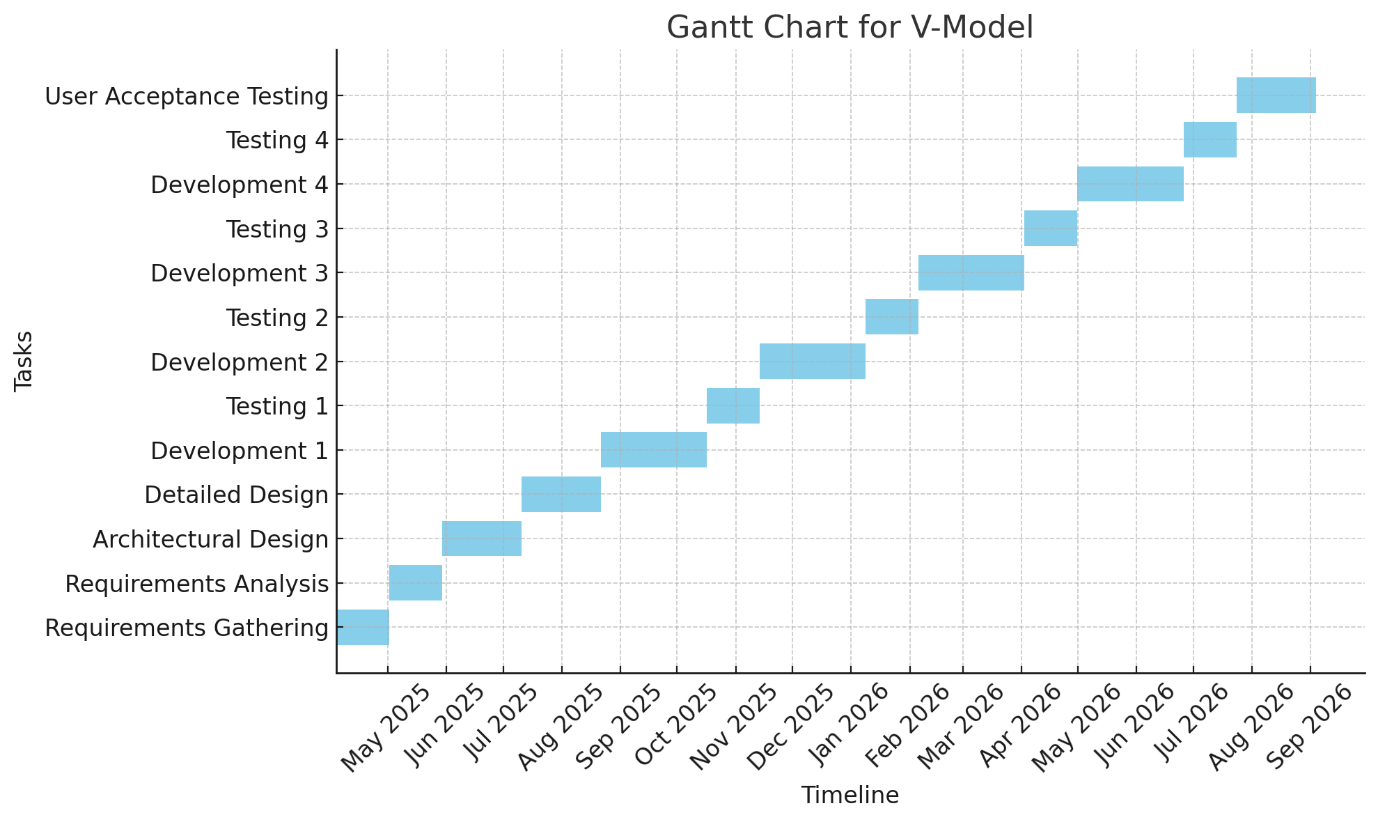 Gantt Chart for V-Model
User Acceptance Testing
Testing 4
Development 4
Testing 3
Development 3
Testing 2
Development 2
Testing 1
Development 1
Detailed Design
Architectural Design
Requirements Analysis
Requirements Gathering
Tasks
May 2025
Jun 2025
Jul 2025
Aug 2025
Sep 2025
Oct 2025
Nov 2025
Dec 2025
Jan 2026
Feb 2026
Mar 2026
Apr 2026
May 2026
Jun 2026
Jul 2026
Aug 2026
Sep 2026
Timeline